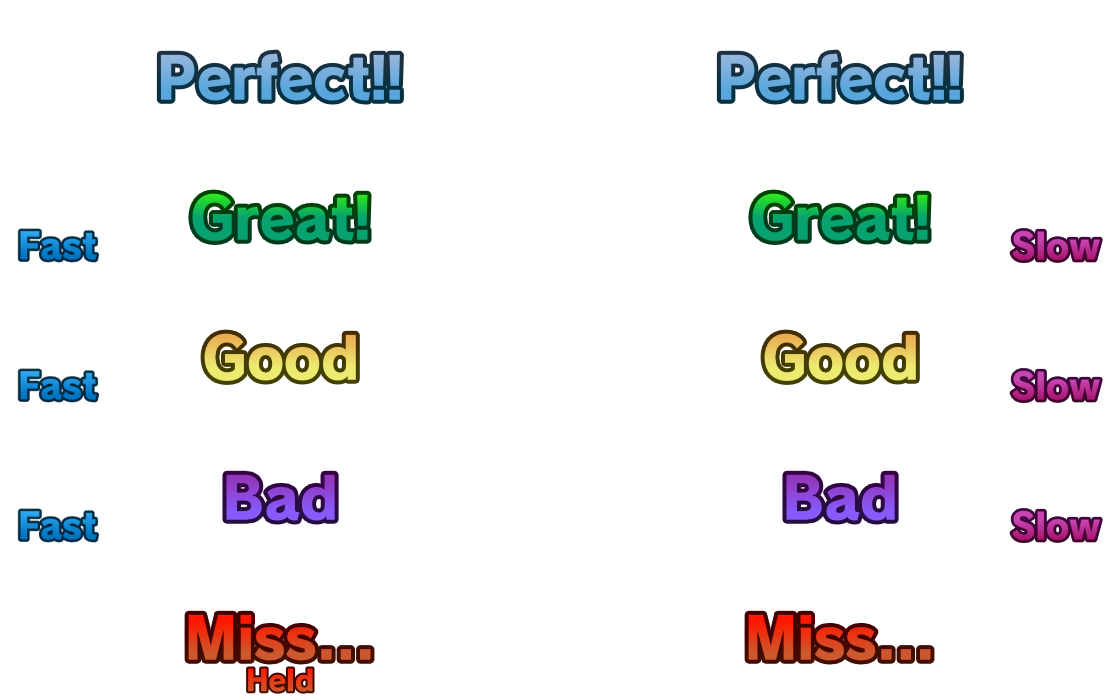 Perfect!! Perfect!!
Great! Great!
Fast Slow
Good Good
Fast Slow
Bad Bad
Fast Slow
Miss... Miss...
Held